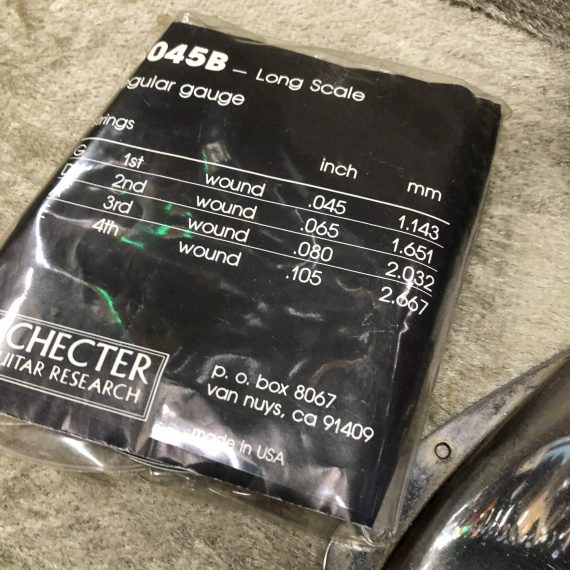 045B – Long Scale
gular gauge
rings
inch mm
G 1st wound .045 1.143
D 2nd wound .065 1.651
3rd wound .080 2.032
4th wound .105 2.667
CHECTER
UITAR RESEARCH
p. o. box 8067
van nuys, ca 91409
made in USA